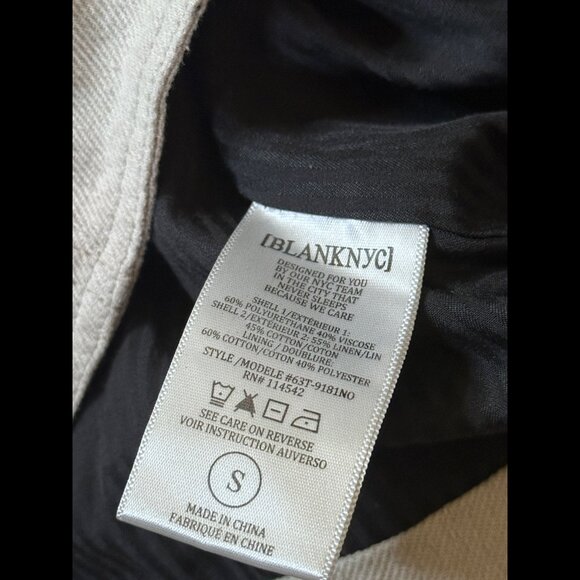 [BLANKNYC]
DESIGNED FOR YOU
BY OUR NYC TEAM
IN THE CITY THAT
NEVER SLEEPS
BECAUSE WE CARE
SHELL 1/EXTÉRIEUR 1:
60% POLYURETHANE 40% VISCOSE
SHELL 2/EXTÉRIEUR 2: 55% LINEN/LIN
45% COTTON/COTON
LINING / DOUBLURE:
60% COTTON/COTON 40% POLYESTER
STYLE /MODELE #63T-9181NO
RN# 114542
SEE CARE ON REVERSE
VOIR INSTRUCTION AUVERSO
S
MADE IN CHINA
FABRIQUÉ EN CHINE